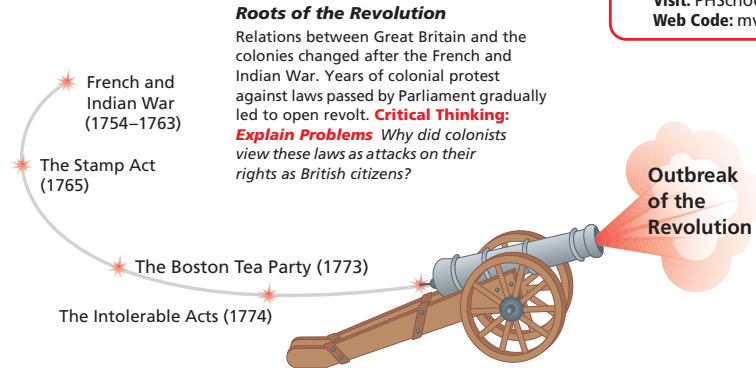 Visit: PHSchoo
Web Code: mv
Roots of the Revolution
Relations between Great Britain and the
colonies changed after the French and
Indian War. Years of colonial protest
against laws passed by Parliament gradually
led to open revolt. Critical Thinking:
Explain Problems Why did colonists
view these laws as attacks on their
rights as British citizens?
French and
Indian War
(1754–1763)
The Stamp Act
(1765)
The Boston Tea Party (1773)
The Intolerable Acts (1774)
Outbreak
of the
Revolution